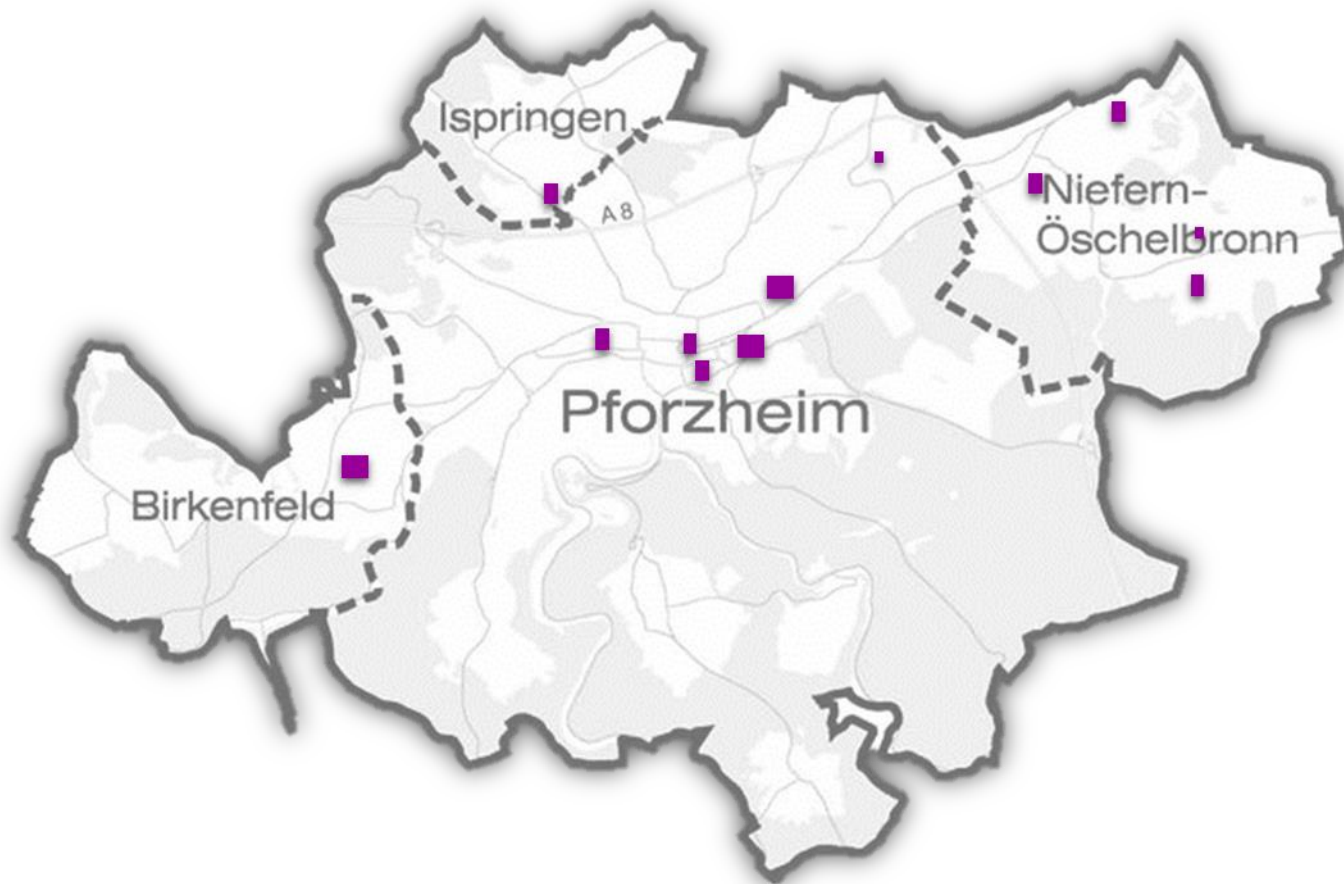 Ispringen
A 8
Niefern-
Öschelbronn
Pforzheim
Birkenfeld